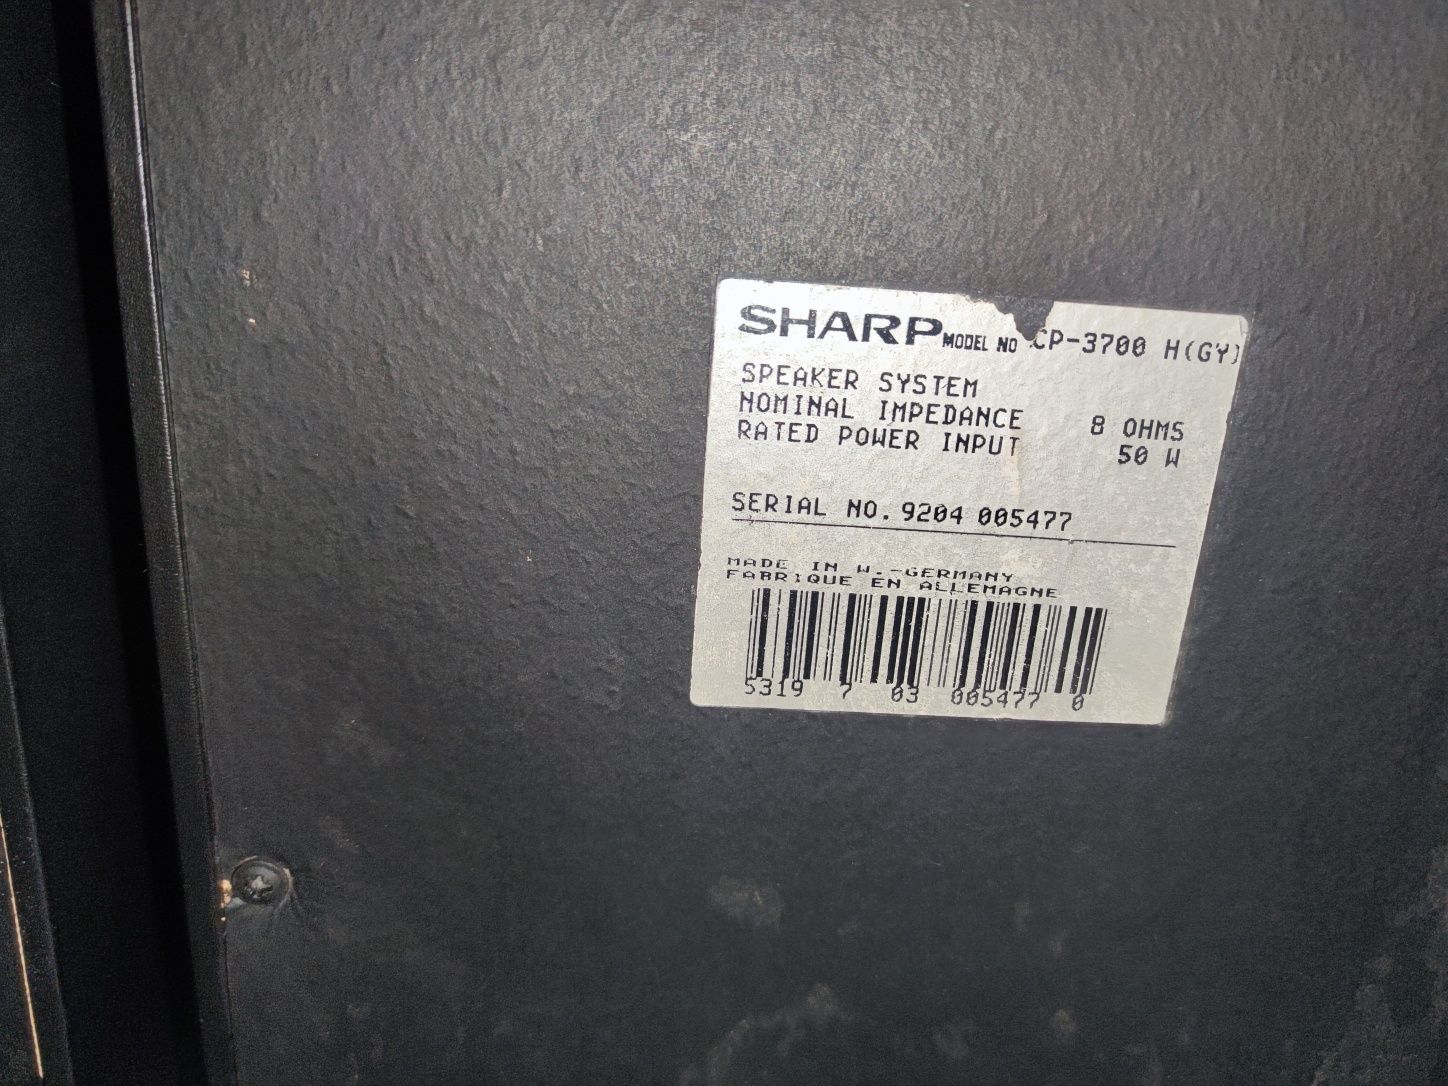 SHARP MODEL NO CP-3700 H(GY)
SPEAKER SYSTEM
NOMINAL IMPEDANCE 8 OHMS
RATED POWER INPUT 50 W
SERIAL NO. 9204 005477
MADE IN W.-GERMANY
FABRIQUE EN ALLEMAGNE
5319 7 03 005477 0